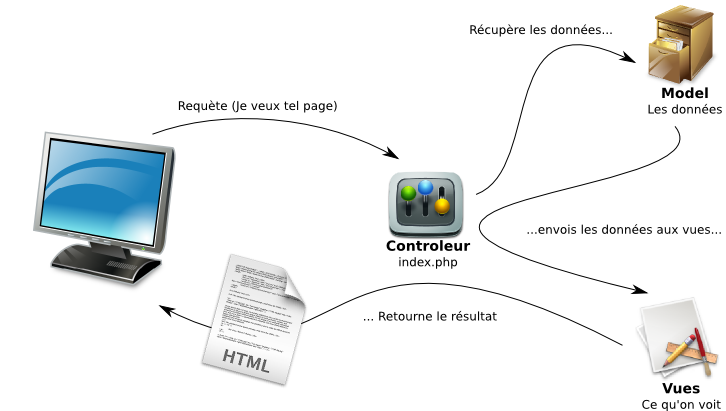 Récupère les données...
Model
Les données
Requète (Je veux tel page)
Controleur
index.php
...envois les données aux vues...
... Retourne le résultat
HTML
Vues
Ce qu'on voit